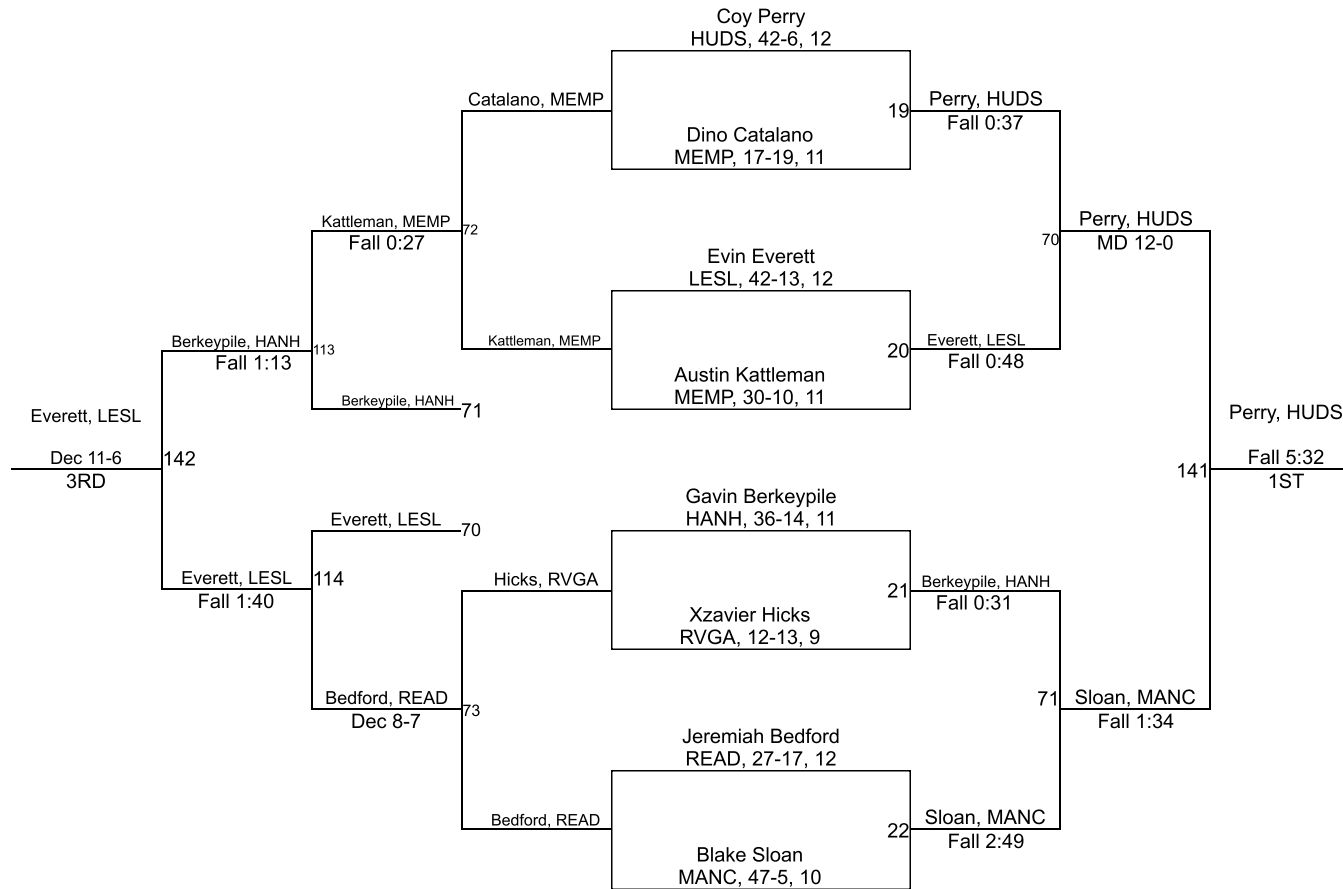 Coy Perry
HUDS, 42-6, 12
Catalano, MEMP
19
Perry, HUDS
Fall 0:37
Dino Catalano
MEMP, 17-19, 11
Kattleman, MEMP
72
Fall 0:27
Perry, HUDS
70
MD 12-0
Evin Everett
LESL, 42-13, 12
Berkeypile, HANH
113
Fall 1:13
Kattleman, MEMP
20
Everett, LESL
Fall 0:48
Austin Kattleman
MEMP, 30-10, 11
Berkeypile, HANH
71
Everett, LESL
Dec 11-6
3RD
142
Perry, HUDS
141
Fall 5:32
1ST
Gavin Berkeypile
HANH, 36-14, 11
Everett, LESL
70
Everett, LESL
114
Fall 1:40
Hicks, RVGA
21
Berkeypile, HANH
Fall 0:31
Xzavier Hicks
RVGA, 12-13, 9
Bedford, READ
73
Dec 8-7
71
Sloan, MANC
Fall 1:34
Jeremiah Bedford
READ, 27-17, 12
Bedford, READ
22
Sloan, MANC
Fall 2:49
Blake Sloan
MANC, 47-5, 10